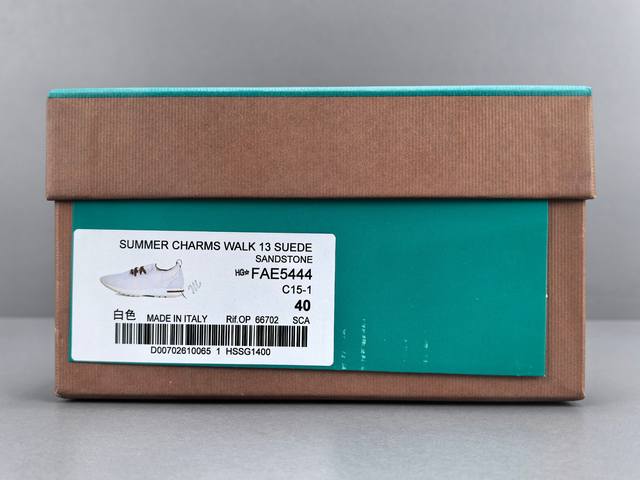 SUMMER CHARMS WALK 13 SUEDE
SANDSTONE
FAE5444
C15-1
40
白色 MADE IN ITALY Rif.OP 66702 SCA
D00702610065 1 HSSG1400